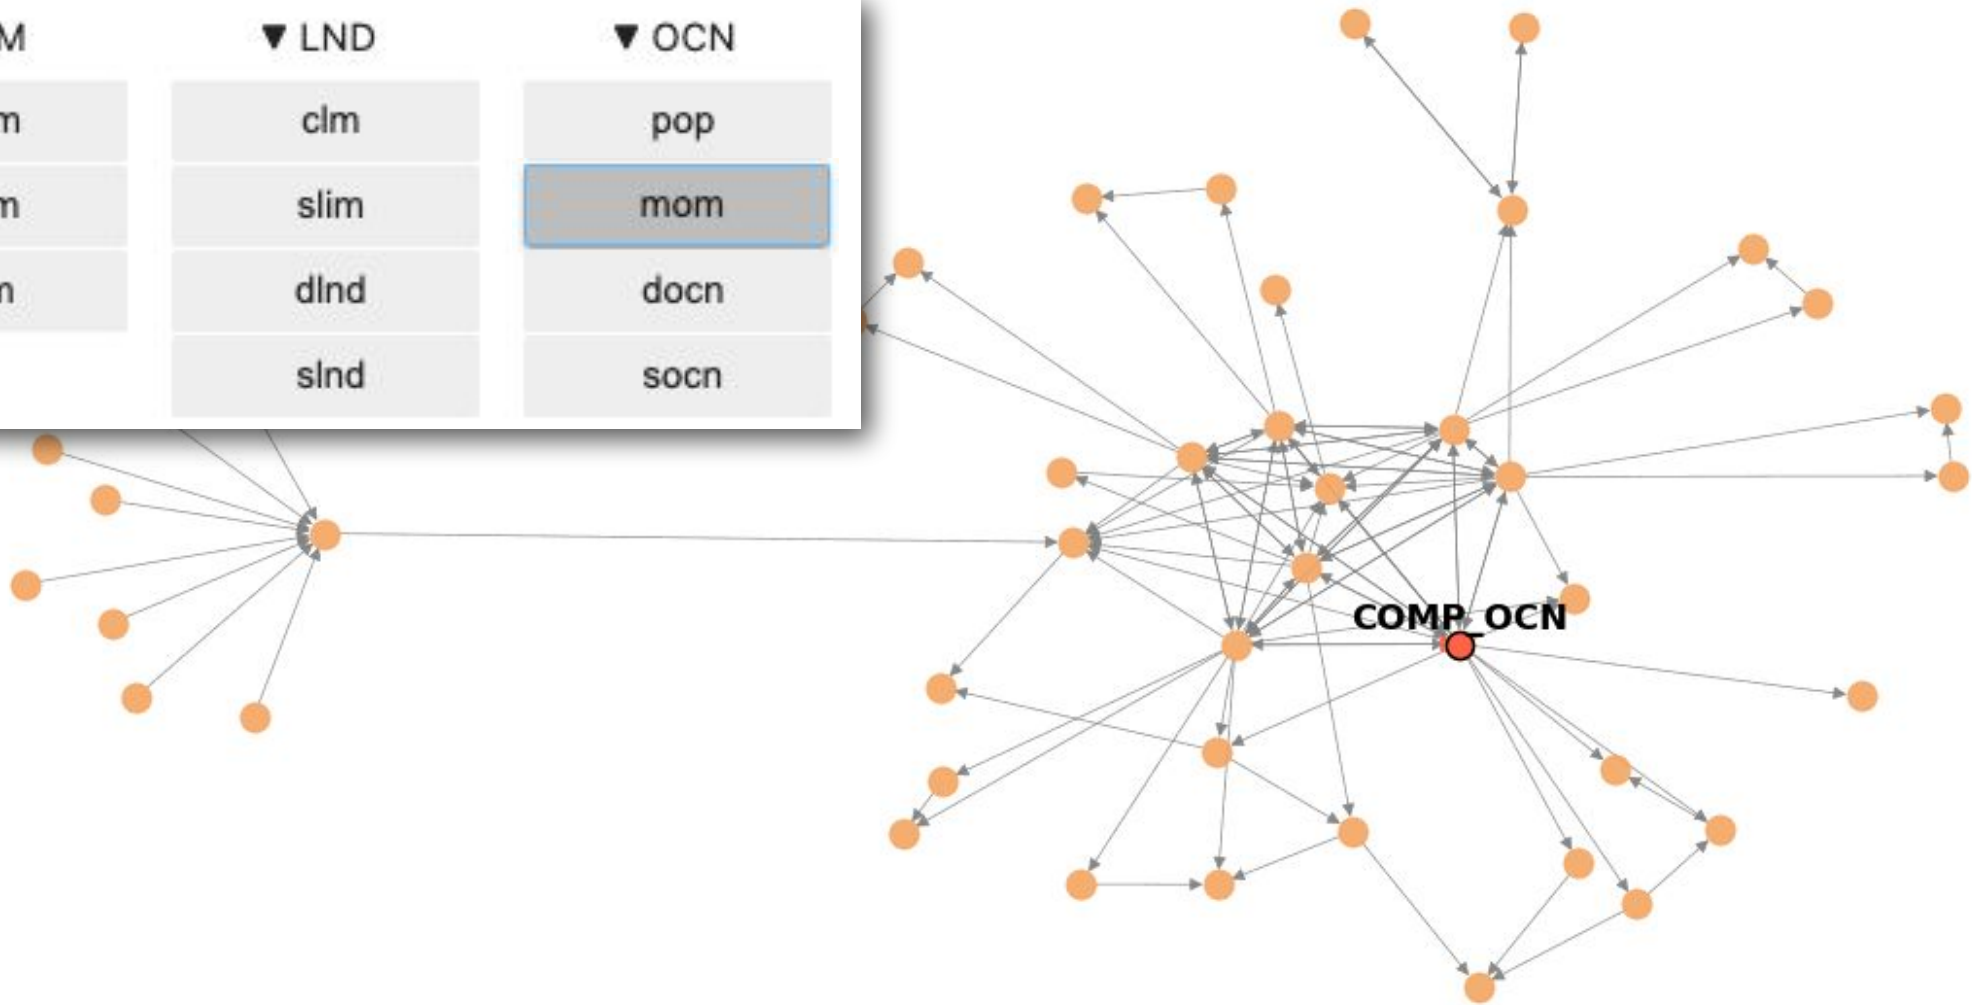 M ▼ LND ▼ OCN
m clm pop
m slim mom
m dlnd docn
slnd socn
COMP_OCN